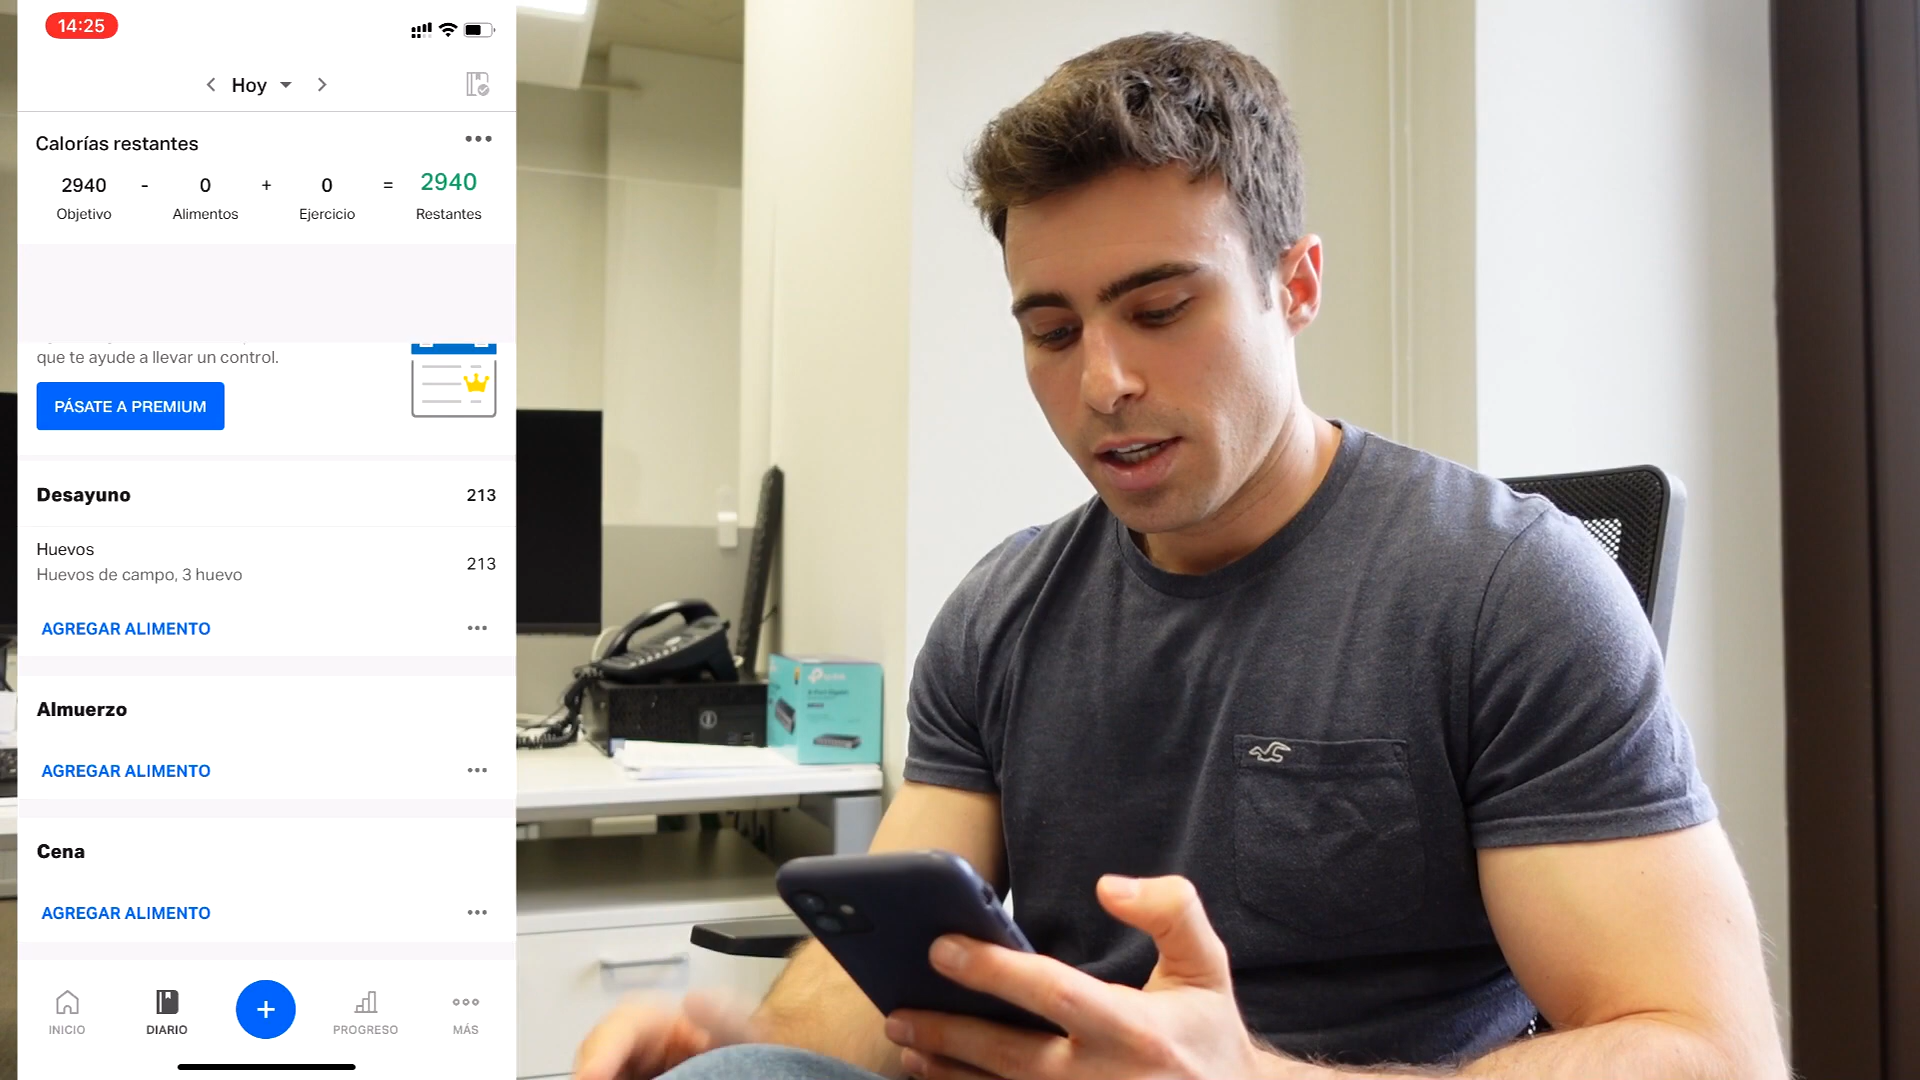 14:25
Hoy
Calorías restantes
2940 - 0 + 0 = 2940
Objetivo Alimentos Ejercicio Restantes
que te ayude a llevar un control.
PÁSATE A PREMIUM
Desayuno 213
Huevos
Huevos de campo, 3 huevo 213
AGREGAR ALIMENTO
Almuerzo
AGREGAR ALIMENTO
Cena
AGREGAR ALIMENTO
INICIO DIARIO + PROGRESO MÁS